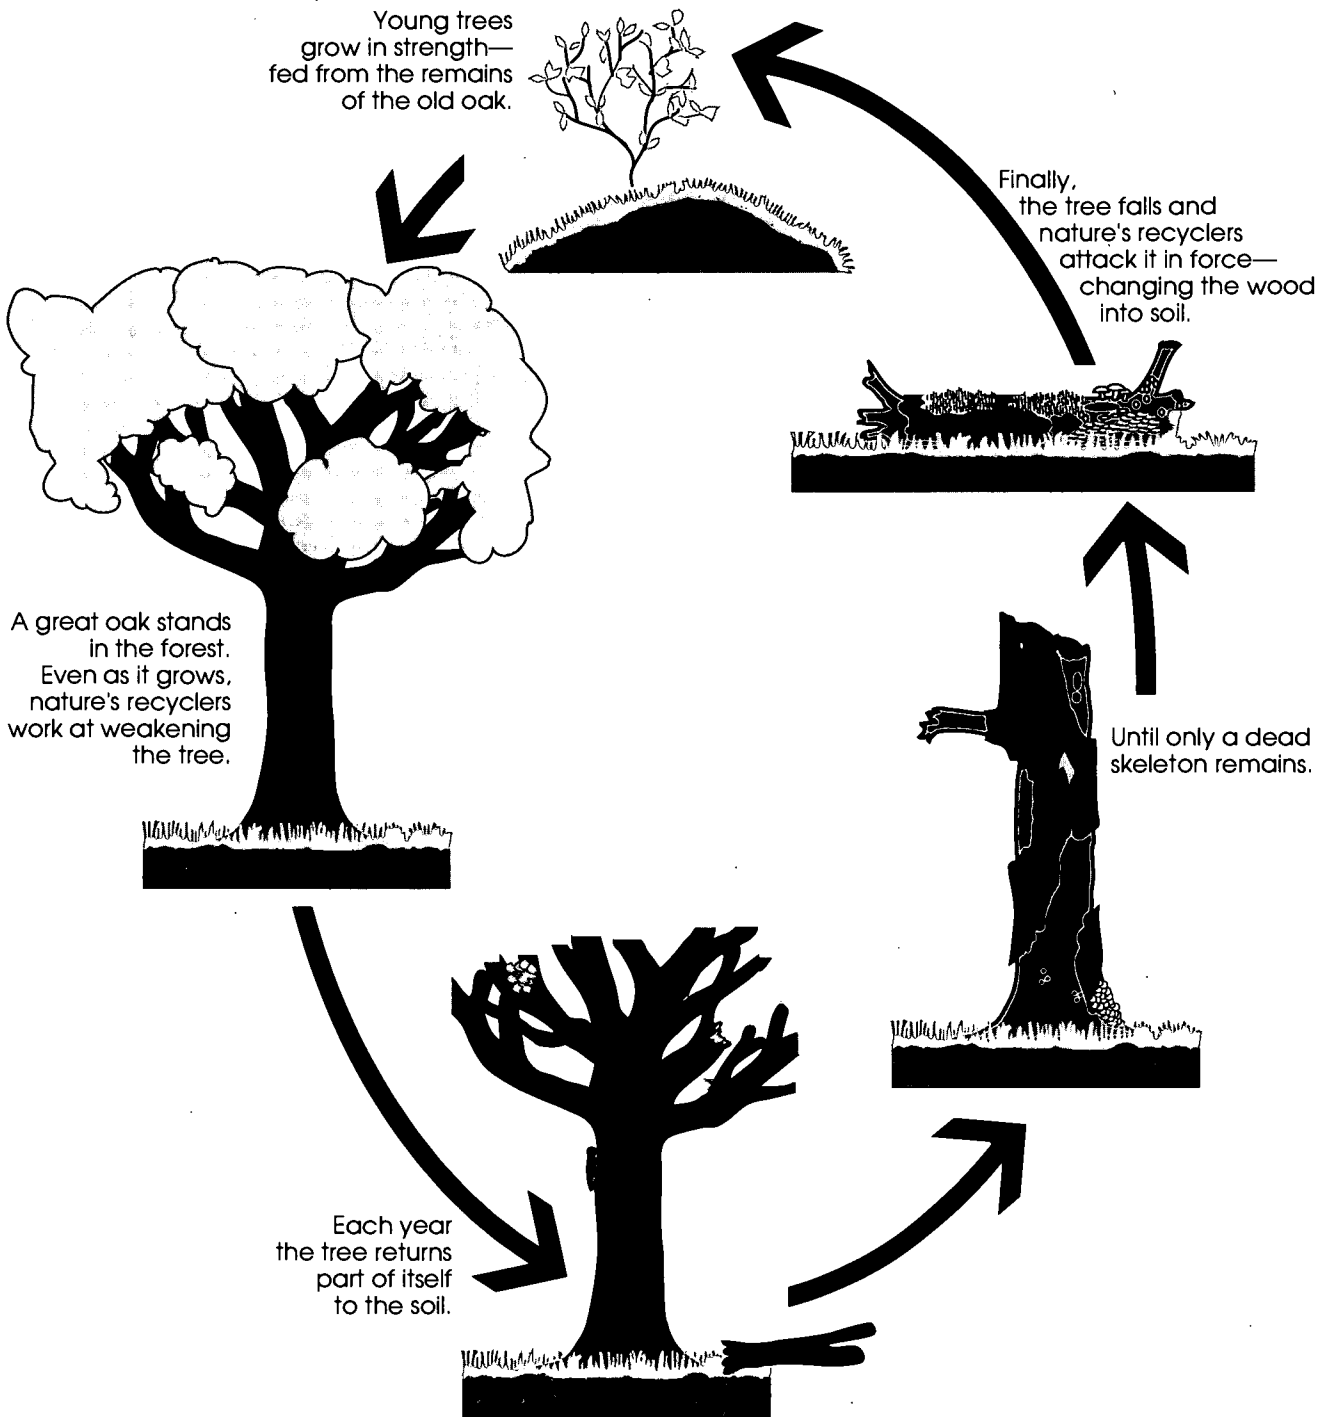 Young trees
grow in strength—
fed from the remains
of the old oak.
Finally,
the tree falls and
nature's recyclers
attack it in force—
changing the wood
into soil.
A great oak stands
in the forest.
Even as it grows,
nature's recyclers
work at weakening
the tree.
Until only a dead
skeleton remains.
Each year
the tree returns
part of itself
to the soil.